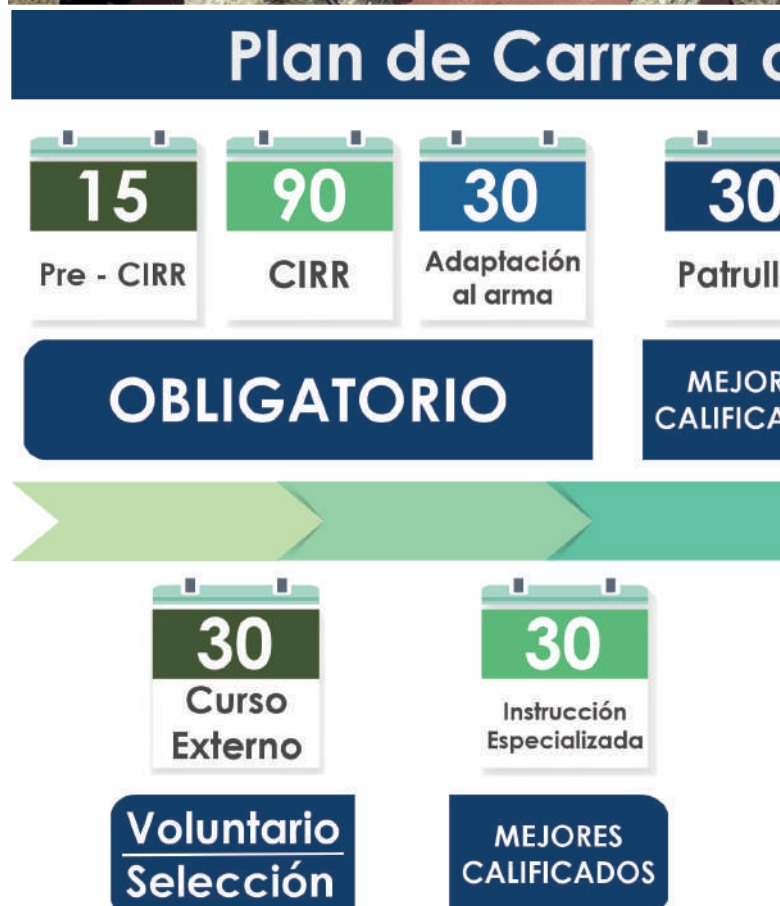 Plan de Carrera
15
90
30
30
Pre - CIRR
CIRR
Adaptación
al arma
OBLIGATORIO
30
Curso
Externo
30
Instrucción
Especializada
Voluntario
Selección
MEJORES
CALIFICADOS